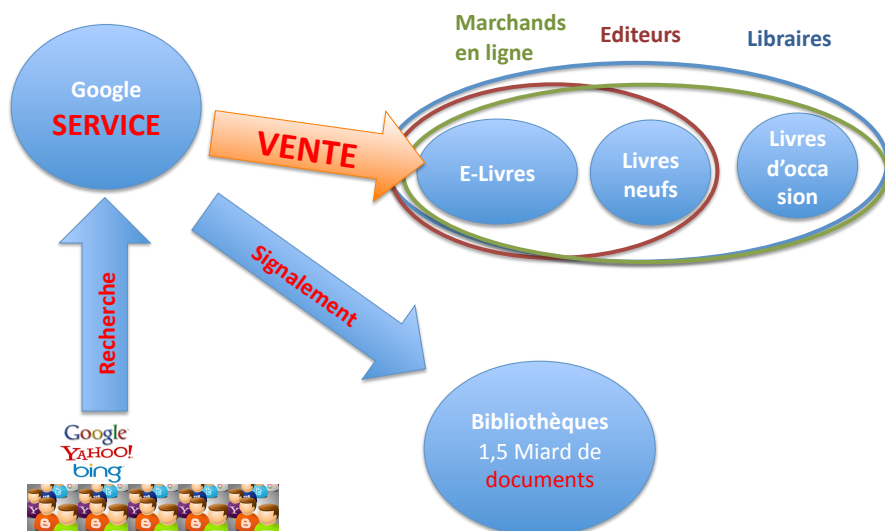 Marchands
en ligne
Editeurs
Libraires
Google
SERVICE
VENTE
E-Livres
Livres
neufs
Livres
d'occa
sion
Signalement
Recherche
Bibliothèques
1,5 Miard de
documents
Google
YAHOO!
bing